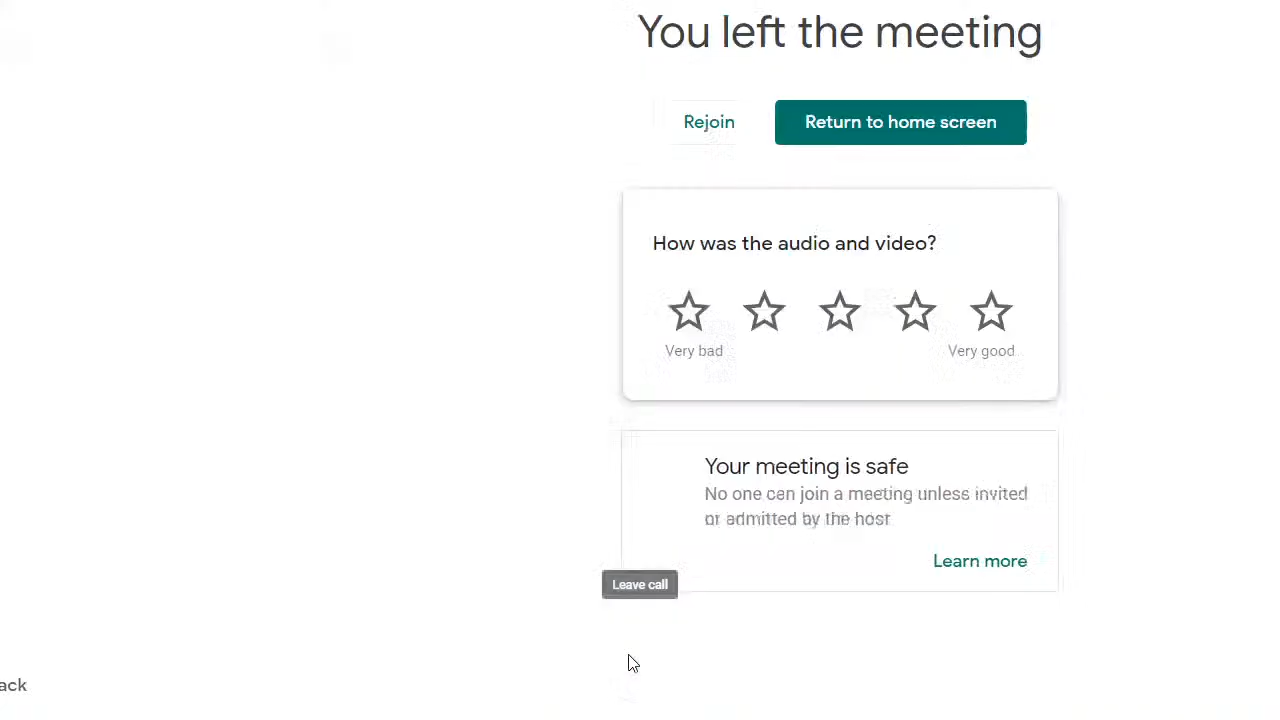 You left the meeting
Rejoin
Return to home screen
How was the audio and video?
Very bad
Very good
Your meeting is safe
No one can join a meeting unless invited
or admitted by the host
Learn more
Leave call
ack